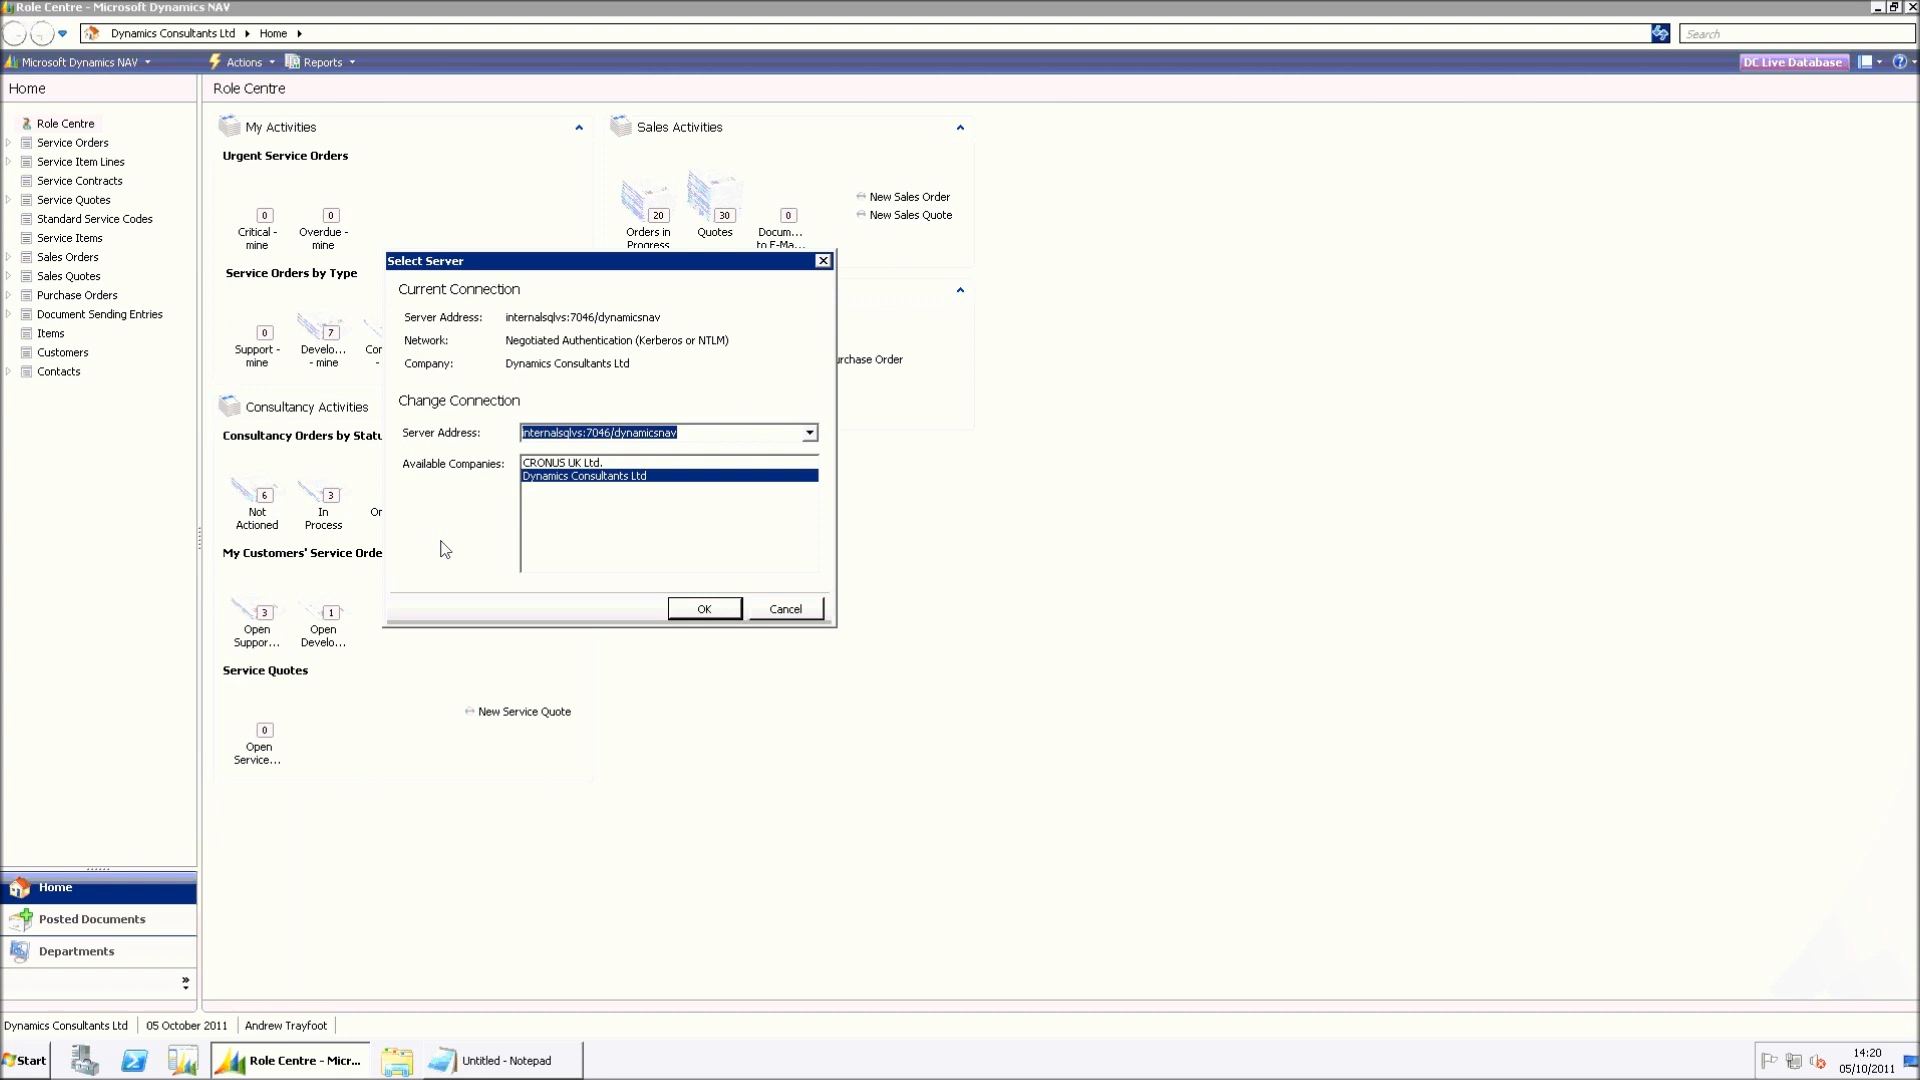 Role Centre - Microsoft Dynamics NAV
Dynamics Consultants Ltd
Home
Search
Microsoft Dynamics NAV
Actions
Reports
DC Live Database
Home
Role Centre
Role Centre
Service Orders
Service Item Lines
Service Contracts
Service Quotes
Standard Service Codes
Service Items
Sales Orders
Sales Quotes
Purchase Orders
Document Sending Entries
Items
Customers
Contacts
My Activities
Urgent Service Orders
0
0
Critical -
mine
Overdue -
mine
Service Orders by Type
0
7
Support -
mine
Develo...
- mine
Cor
-
Consultancy Activities
Consultancy Orders by Statu
6
3
Not
Actioned
In
Process
Or
My Customers' Service Orde
3
1
Open
Suppor...
Open
Develo...
Service Quotes
New Service Quote
0
Open
Service...
Sales Activities
20
30
0
Orders in
Progress
Quotes
Docum...
to E-Ma...
New Sales Order
New Sales Quote
urchase Order
Select Server
Current Connection
Server Address: internalsqlvs:7046/dynamicsnav
Network: Negotiated Authentication (Kerberos or NTLM)
Company: Dynamics Consultants Ltd
Change Connection
Server Address: internalsqlvs:7046/dynamicsnav
Available Companies: CRONUS UK Ltd.
Dynamics Consultants Ltd
OK
Cancel
Home
Posted Documents
Departments
Dynamics Consultants Ltd
05 October 2011
Andrew Trayfoot
Start
Role Centre - Micr...
Untitled - Notepad
14:20
05/10/2011